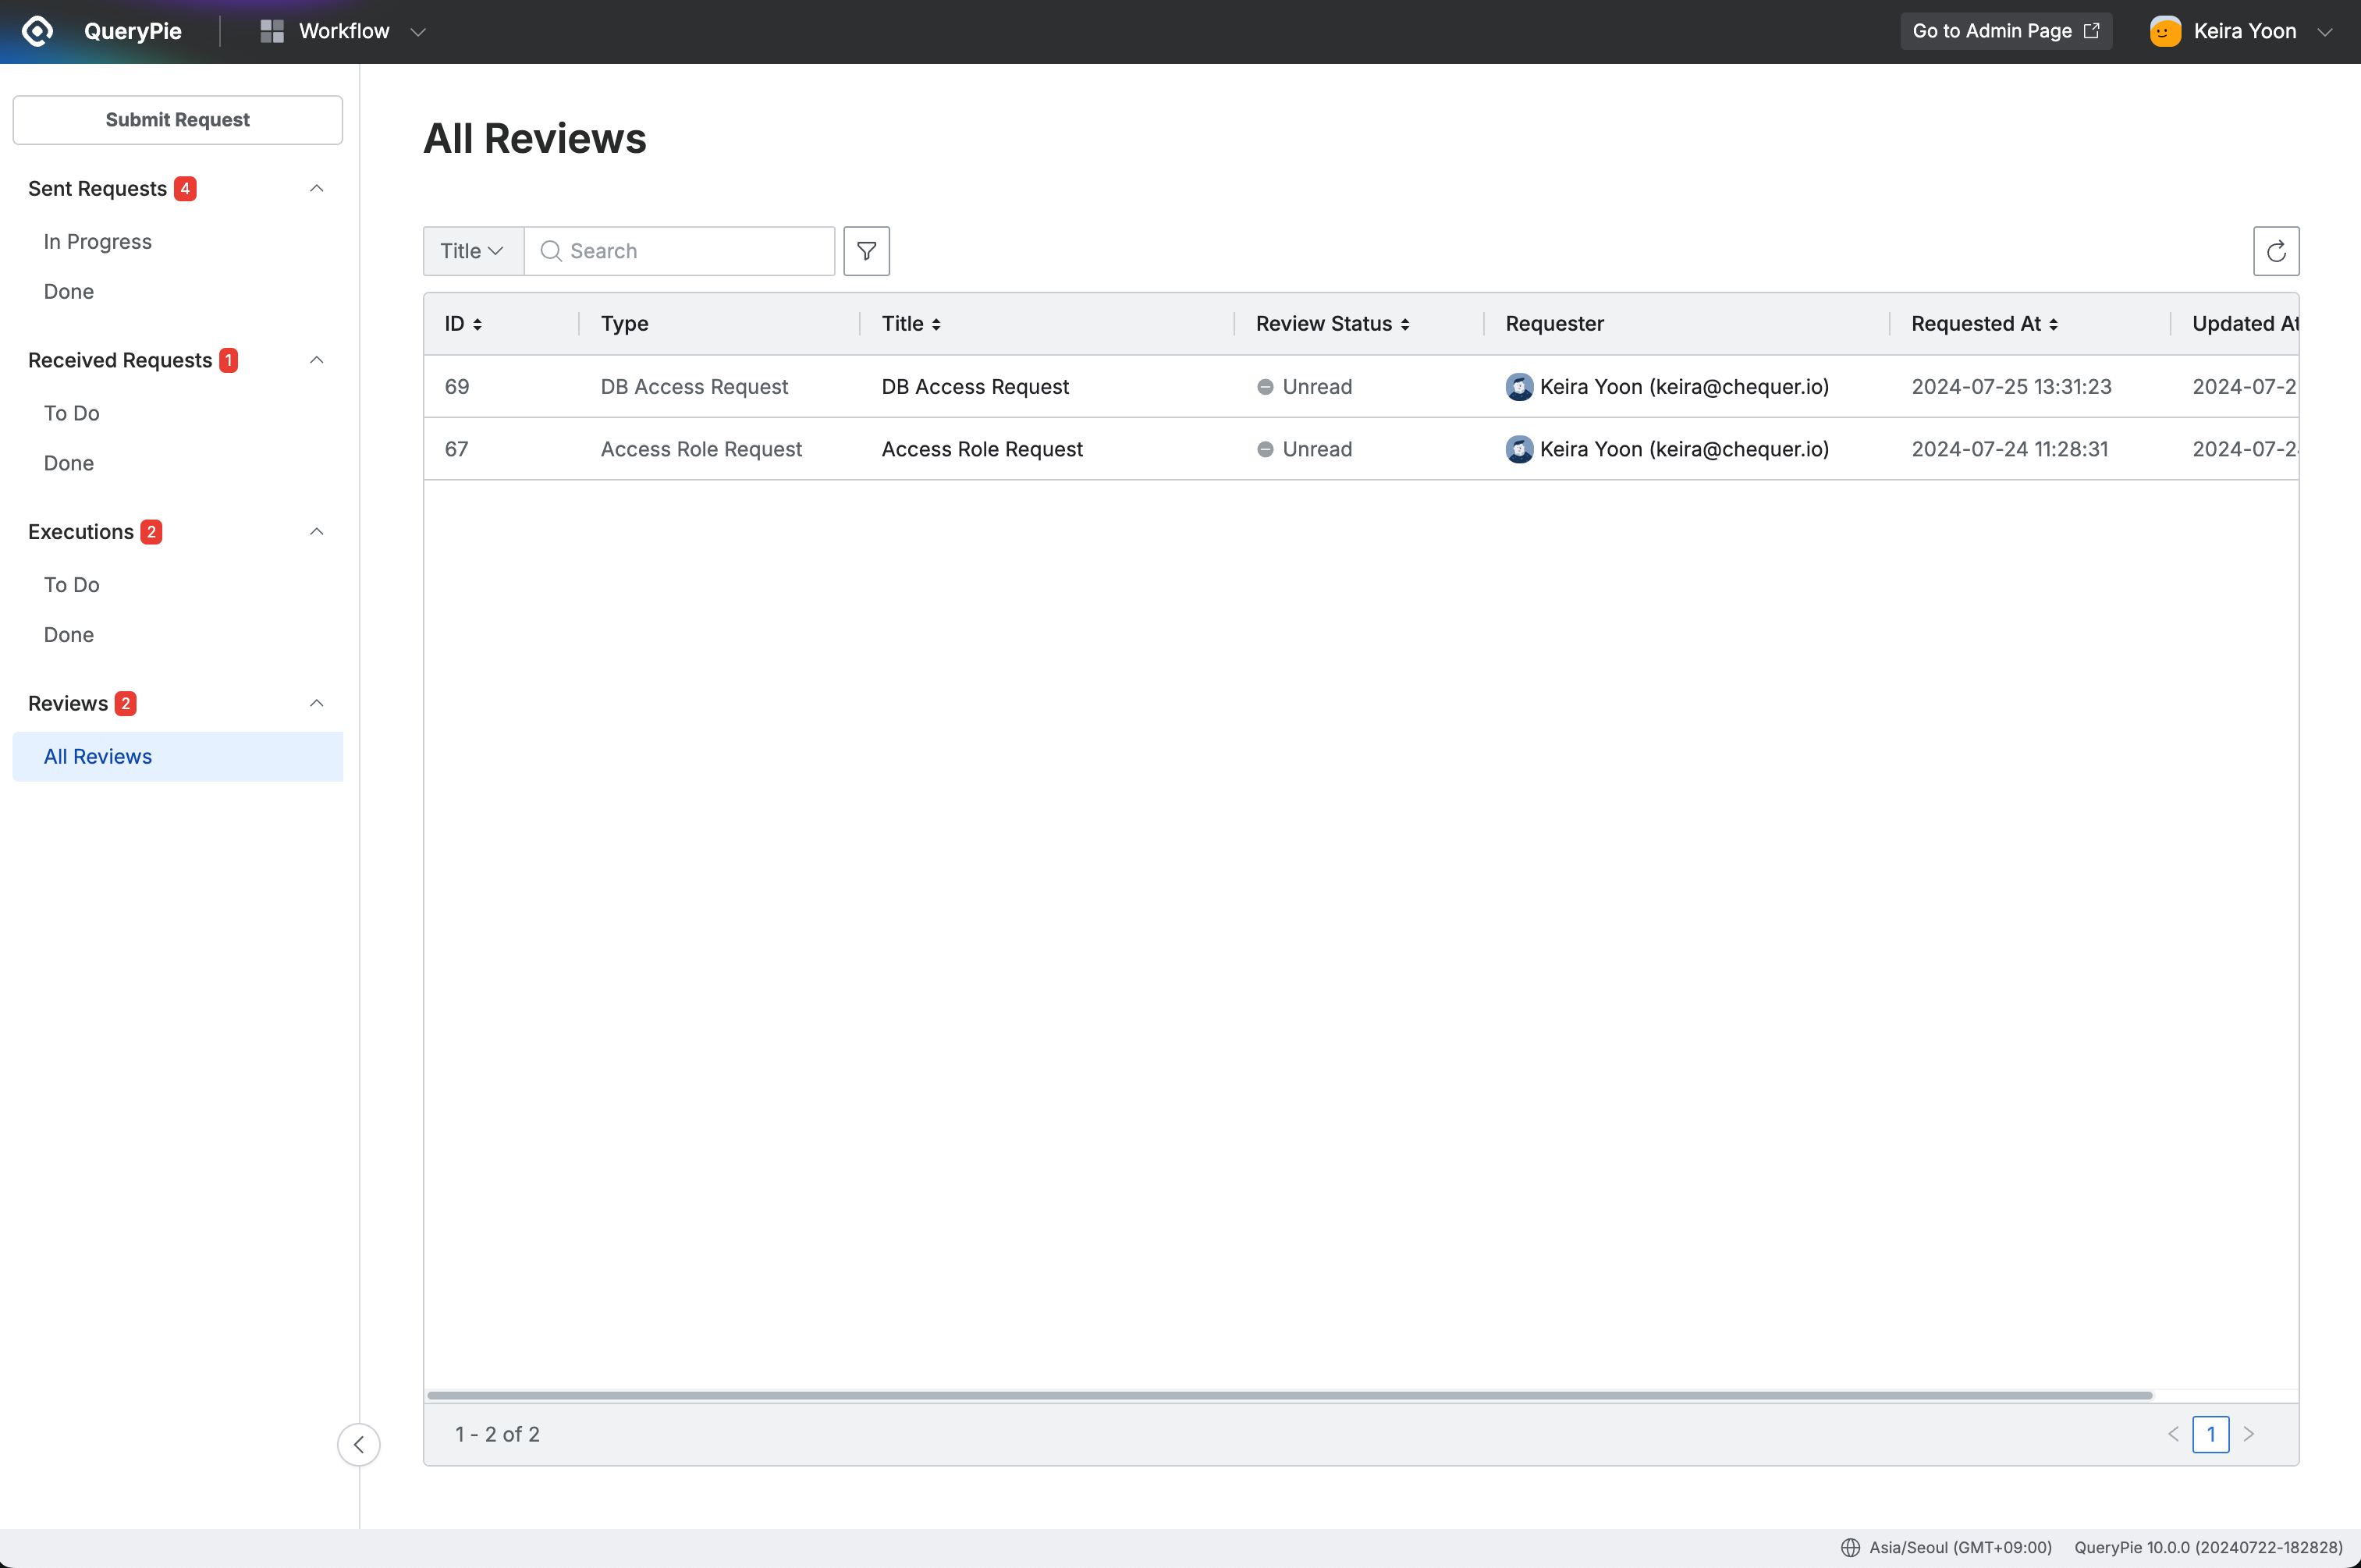 QueryPie
Workflow
Go to Admin Page
Keira Yoon
Submit Request
Sent Requests 4
In Progress
Done
Received Requests 1
To Do
Done
Executions 2
To Do
Done
Reviews 2
All Reviews
All Reviews
Title
Search
ID Type Title Review Status Requester Requested At Updated At
69 DB Access Request DB Access Request Unread Keira Yoon (keira@chequer.io) 2024-07-25 13:31:23 2024-07-2
67 Access Role Request Access Role Request Unread Keira Yoon (keira@chequer.io) 2024-07-24 11:28:31 2024-07-2
1 - 2 of 2
1
Asia/Seoul (GMT+09:00) QueryPie 10.0.0 (20240722-182828)